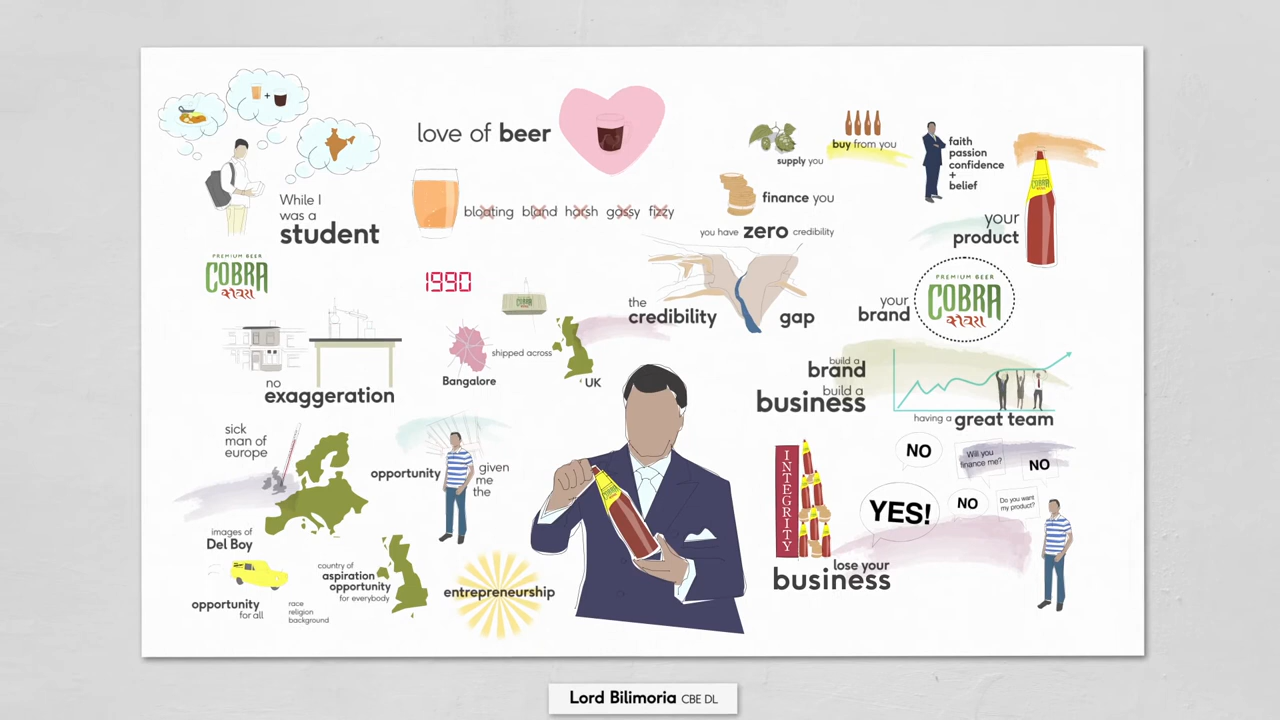 While I
was a
student
love of beer
bloating bland harsh gassy fizzy
supply you
buy from you
finance you
you have zero credibility
faith
passion
confidence
+
belief
COBRA
your
product
PREMIUM BEER
COBRA
1990
COBRA
the
credibility
gap
your
brand
PREMIUM BEER
COBRA
no
exaggeration
Bangalore
shipped across
UK
build a
brand
build a
business
having a great team
sick
man of
europe
opportunity
given
me
the
COBRA
INTEGRITY
NO
Will you
finance me?
NO
YES!
NO
Do you want
my product?
lose your
business
images of
Del Boy
opportunity
for all
race
religion
background
country of
aspiration
opportunity
for everybody
entrepreneurship
Lord Bilimoria CBE DL